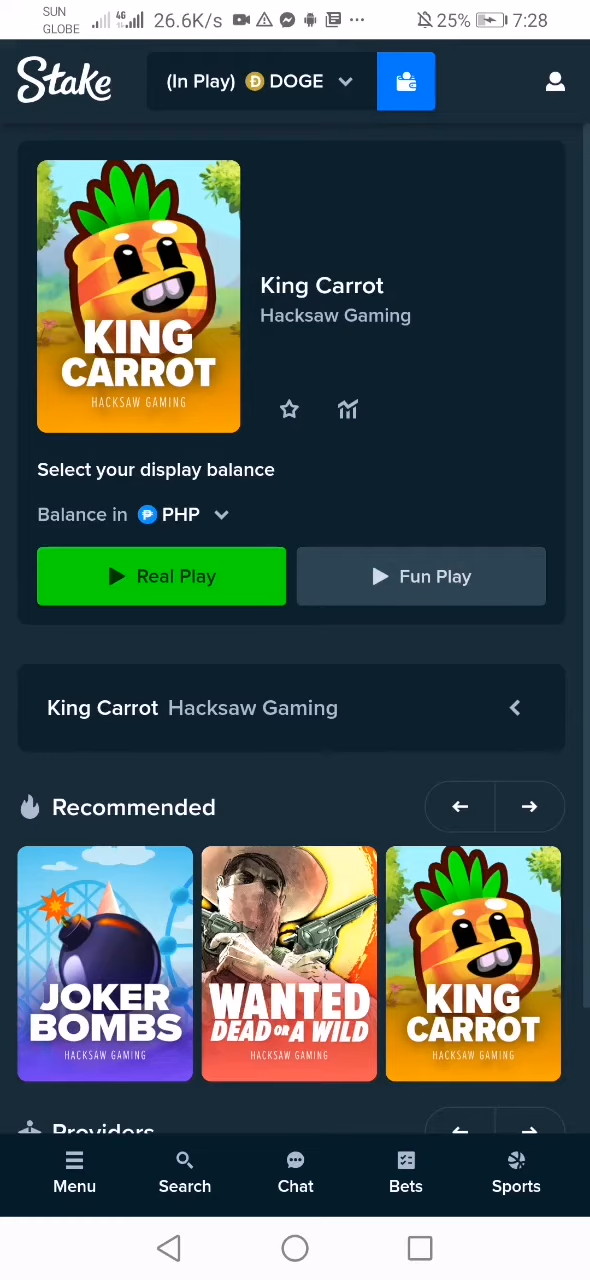 SUN
GLOBE
4G
26.6K/s
25%
7:28
Stake
(In Play) DOGE
KING
CARROT
HACKSAW GAMING
King Carrot
Hacksaw Gaming
Select your display balance
Balance in PHP
Real Play
Fun Play
King Carrot Hacksaw Gaming
Recommended
JOKER
BOMBS
HACKSAW GAMING
WANTED
DEAD OR A WILD
HACKSAW GAMING
KING
CARROT
HACKSAW GAMING
Providers
Menu
Search
Chat
Bets
Sports